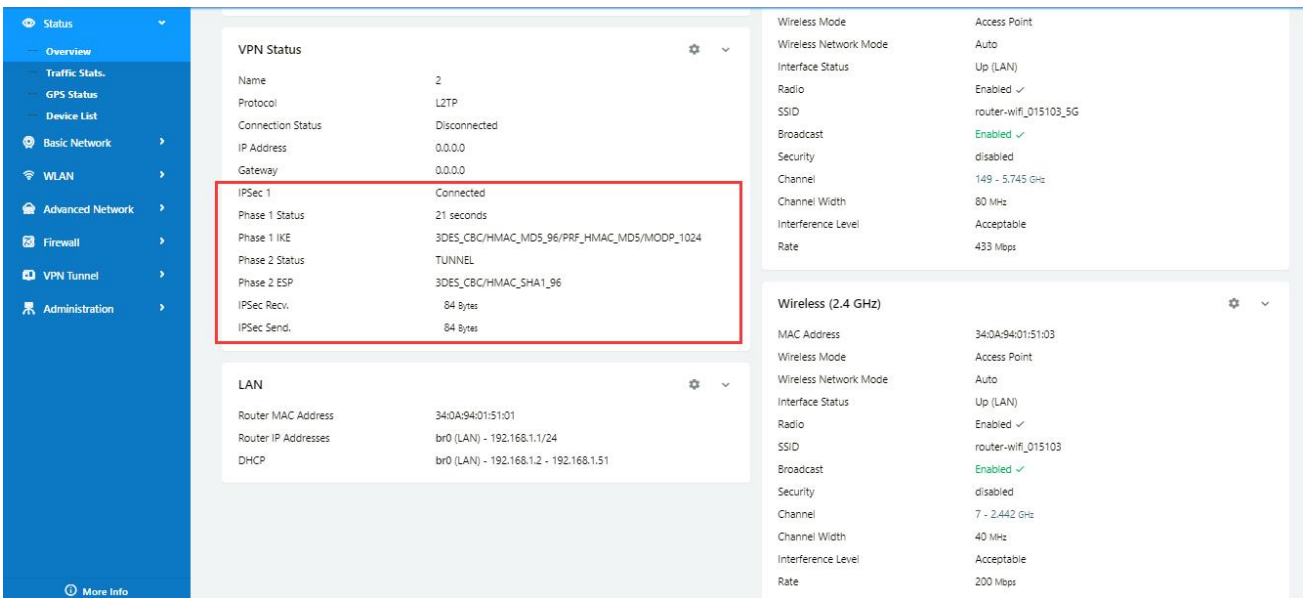 Status
Overview
Traffic Stats.
GPS Status
Device List
Basic Network
WLAN
Advanced Network
Firewall
VPN Tunnel
Administration
More Info
VPN Status
Name 2
Protocol L2TP
Connection Status Disconnected
IP Address 0.0.0.0
Gateway 0.0.0.0
IPSec 1 Connected
Phase 1 Status 21 seconds
Phase 1 IKE 3DES_CBC/HMAC_MD5_96/PRF_HMAC_MD5/MODP_1024
Phase 2 Status TUNNEL
Phase 2 ESP 3DES_CBC/HMAC_SHA1_96
IPSec Recv. 84 Bytes
IPSec Send. 84 Bytes
LAN
Router MAC Address 34:0A:94:01:51:01
Router IP Addresses br0 (LAN) - 192.168.1.1/24
DHCP br0 (LAN) - 192.168.1.2 - 192.168.1.51
Wireless Mode Access Point
Wireless Network Mode Auto
Interface Status Up (LAN)
Radio Enabled ✓
SSID router-wifi_015103_5G
Broadcast Enabled ✓
Security disabled
Channel 149 - 5.745 GHz
Channel Width 80 MHz
Interference Level Acceptable
Rate 433 Mbps
Wireless (2.4 GHz)
MAC Address 34:0A:94:01:51:03
Wireless Mode Access Point
Wireless Network Mode Auto
Interface Status Up (LAN)
Radio Enabled ✓
SSID router-wifi_015103
Broadcast Enabled ✓
Security disabled
Channel 7 - 2.442 GHz
Channel Width 40 MHz
Interference Level Acceptable
Rate 200 Mbps